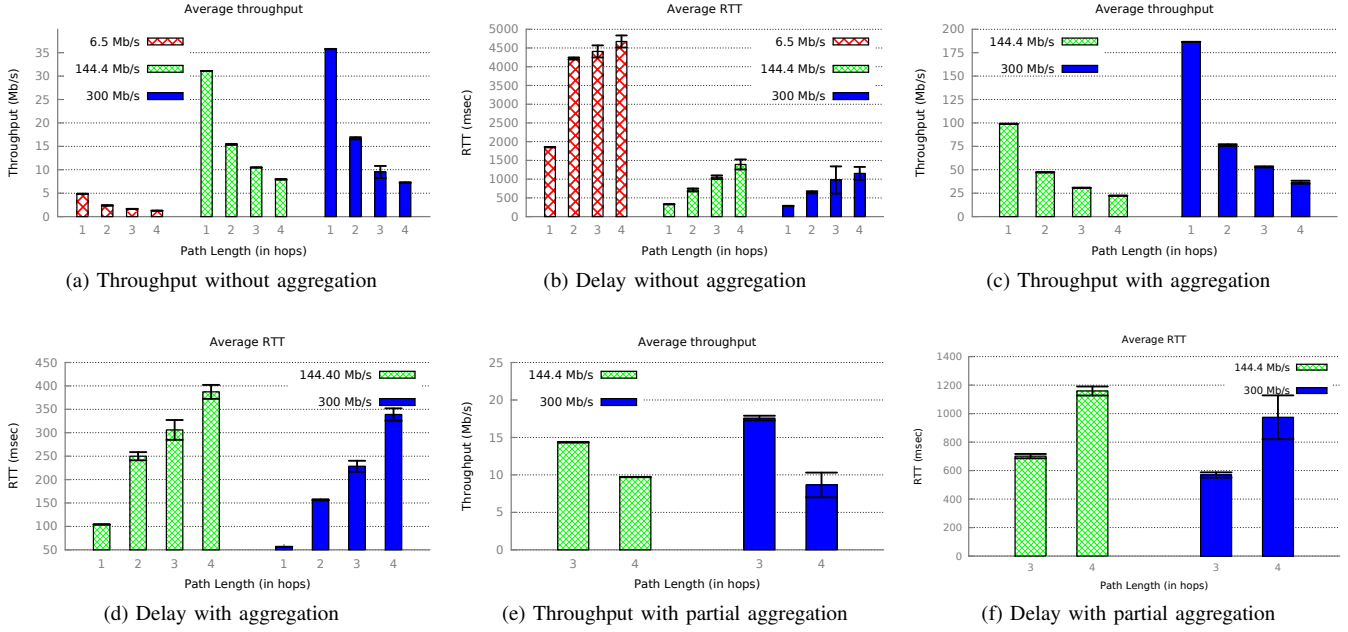 Average throughput
35
30
25
20
15
10
5
0
Throughput (Mb/s)
6.5 Mb/s
144.4 Mb/s
300 Mb/s
1 2 3 4 1 2 3 4 1 2 3 4
Path Length (in hops)
(a) Throughput without aggregation
Average RTT
5000
4500
4000
3500
3000
2500
2000
1500
1000
500
0
RTT (msec)
6.5 Mb/s
144.4 Mb/s
300 Mb/s
1 2 3 4 1 2 3 4 1 2 3 4
Path Length (in hops)
(b) Delay without aggregation
Average throughput
200
175
150
125
100
75
50
25
0
Throughput (Mb/s)
144.4 Mb/s
300 Mb/s
1 2 3 4 1 2 3 4
Path Length (in hops)
(c) Throughput with aggregation
Average RTT
450
400
350
300
250
200
150
100
50
RTT (msec)
144.40 Mb/s
300 Mb/s
1 2 3 4 1 2 3 4
Path Length (in hops)
(d) Delay with aggregation
Average throughput
25
20
15
10
5
0
Throughput (Mb/s)
144.4 Mb/s
300 Mb/s
3 4 3 4
Path Length (in hops)
(e) Throughput with partial aggregation
Average RTT
1400
1200
1000
800
600
400
200
0
RTT (msec)
144.4 Mb/s
300 Mb/s
3 4 3 4
Path Length (in hops)
(f) Delay with partial aggregation